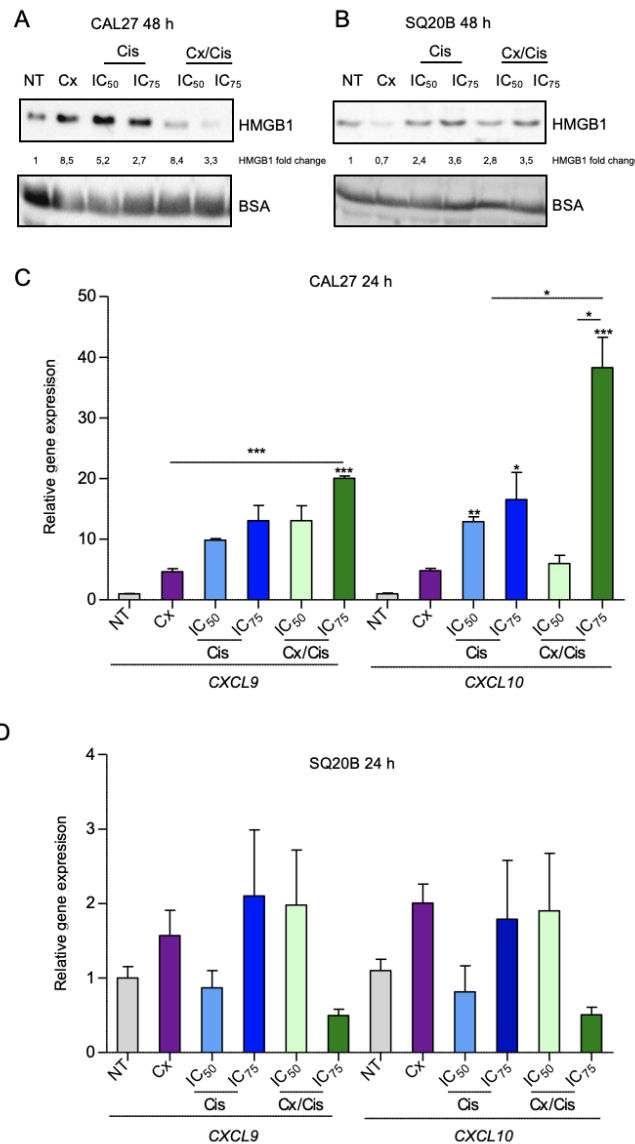 A
CAL27 48 h
Cis
Cx/Cis
NT Cx IC50 IC75 IC50 IC75
HMGB1
1 8,5 5,2 2,7 8,4 3,3 HMGB1 fold change
BSA
B
SQ20B 48 h
Cis
Cx/Cis
NT Cx IC50 IC75 IC50 IC75
HMGB1
1 0,7 2,4 3,6 2,8 3,5 HMGB1 fold change
BSA
C
CAL27 24 h
Relative gene expresison
50
40
30
20
10
0
***
***
**
*
*
*
***
NT Cx IC50 IC75 IC50 IC75 NT Cx IC50 IC75 IC50 IC75
Cis Cx/Cis Cis Cx/Cis
CXCL9 CXCL10
D
SQ20B 24 h
Relative gene expresison
4
3
2
1
0
NT Cx IC50 IC75 IC50 IC75 NT Cx IC50 IC75 IC50 IC75
Cis Cx/Cis Cis Cx/Cis
CXCL9 CXCL10